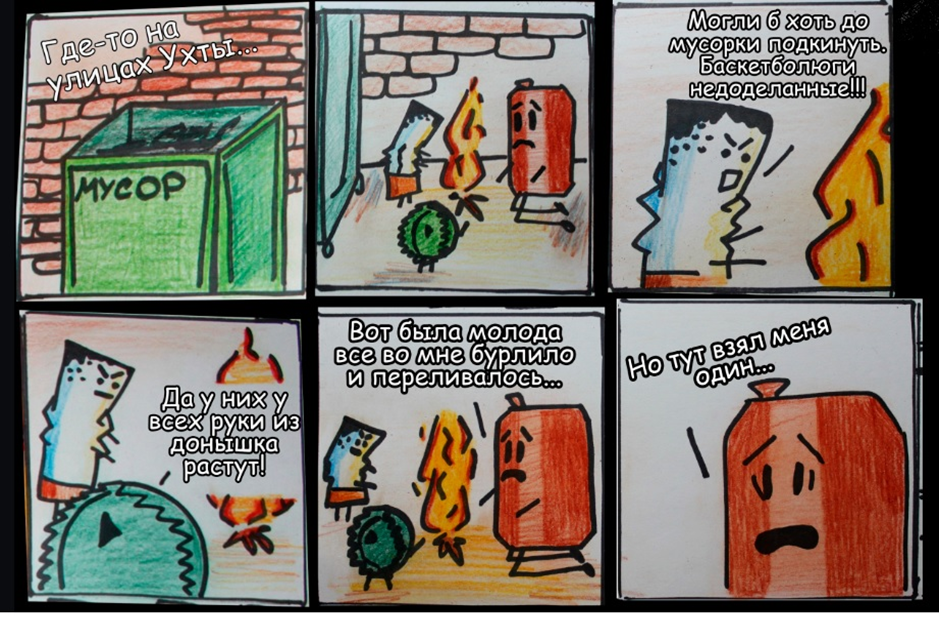 Где-то на
улицах Ухты...
МУСОР
Могли б хоть до
мусорки подкинуть.
Баскетболюги
недоделанные!!!
Да у них у
всех руки из
донышка
растут!
Вот была молода
все во мне бурлило
и переливалось...
Но тут взял меня
один...